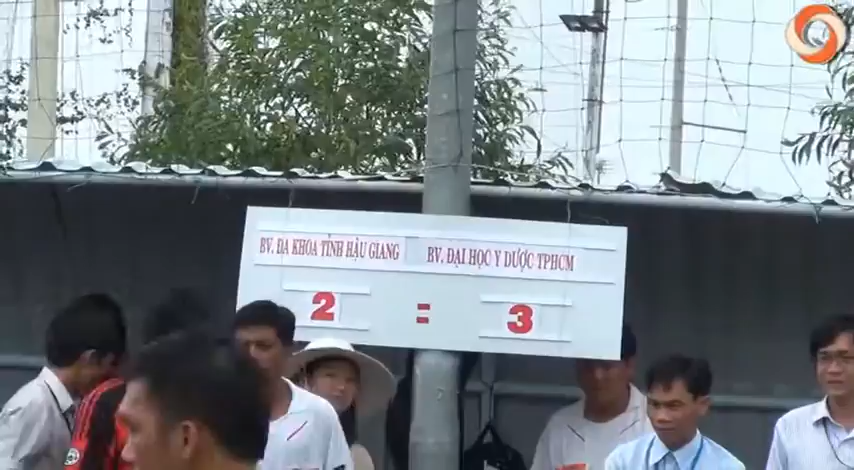 BV. ĐA KHOA TỈNH HẬU GIANG BV. ĐẠI HỌC Y DƯỢC TPHCM
2 = 3